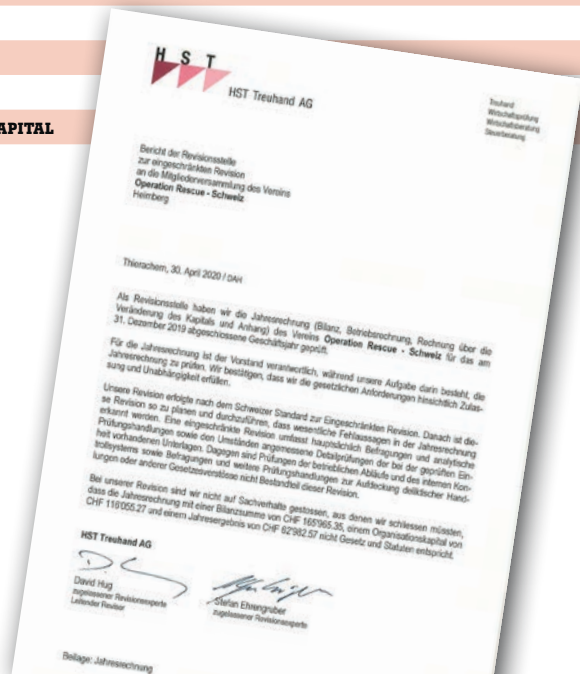 APITAL
H S T
HST Treuhand AG
Treuhand
Wirtschaftsprüfung
Wirtschaftsberatung
Steuerberatung
Bericht der Revisionsstelle
zur eingeschränkten Revision
an die Mitgliederversammlung des Vereins
Operation Rescue - Schweiz
Heimberg
Thierachern, 30. April 2020 / DAH
Als Revisionsstelle haben wir die Jahresrechnung (Bilanz, Betriebsrechnung, Rechnung über die
Veränderung des Kapitals und Anhang) des Vereins Operation Rescue - Schweiz für das am
31. Dezember 2019 abgeschlossene Geschäftsjahr geprüft.
Für die Jahresrechnung ist der Vorstand verantwortlich, während unsere Aufgabe darin besteht, die
Jahresrechnung zu prüfen. Wir bestätigen, dass wir die gesetzlichen Anforderungen hinsichtlich Zulas-
sung und Unabhängigkeit erfüllen.
Unsere Revision erfolgte nach dem Schweizer Standard zur Eingeschränkten Revision. Danach ist die-
se Revision so zu planen und durchzuführen, dass wesentliche Fehlaussagen in der Jahresrechnung
erkannt werden. Eine eingeschränkte Revision umfasst hauptsächlich Befragungen und analytische
Prüfungshandlungen sowie den Umständen angemessene Detailprüfungen der bei der geprüften Ein-
heit vorhandenen Unterlagen. Dagegen sind Prüfungen der betrieblichen Abläufe und des internen Kon-
trollsystems sowie Befragungen und weitere Prüfungshandlungen zur Aufdeckung deliktischer Hand-
lungen oder anderer Gesetzesverstösse nicht Bestandteil dieser Revision.
Bei unserer Revision sind wir nicht auf Sachverhalte gestossen, aus denen wir schliessen müssten,
dass die Jahresrechnung mit einer Bilanzsumme von CHF 165'965.35, einem Organisationskapital von
CHF 116'055.27 und einem Jahresergebnis von CHF 62'982.57 nicht Gesetz und Statuten entspricht.
HST Treuhand AG
David Hug
zugelassener Revisionsexperte
Leitender Revisor
Stefan Ehrengruber
zugelassener Revisionsexperte
Beilage: Jahresrechnung